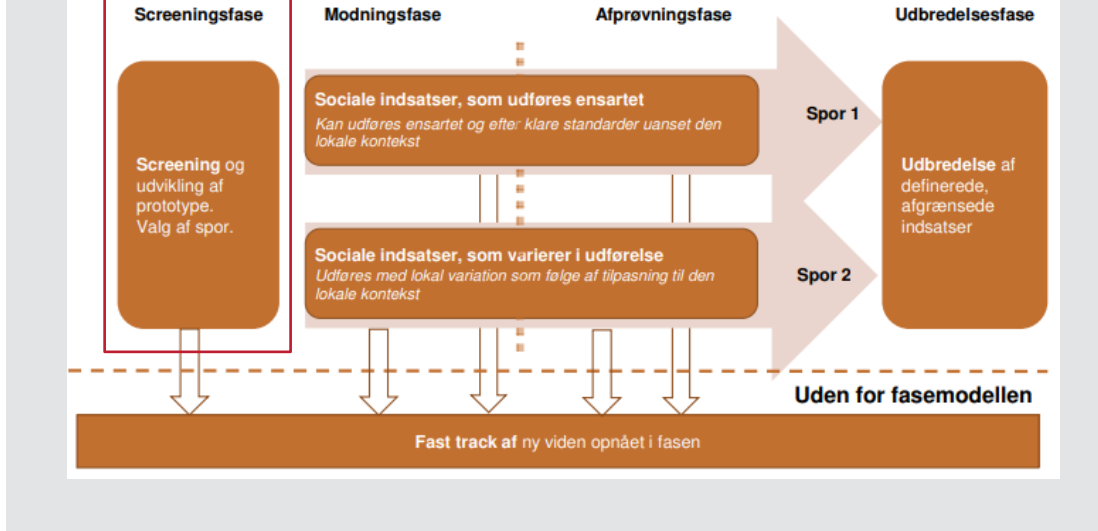 Screeningsfase
Modningsfase
Afprøvningsfase
Udbredelsesfase
Screening og
udvikling af
prototype.
Valg af spor.
Sociale indsatser, som udføres ensartet
Kan udføres ensartet og efter klare standarder uanset den
lokale kontekst
Spor 1
Sociale indsatser, som varierer i udførelse
Udføres med lokal variation som følge af tilpasning til den
lokale kontekst
Spor 2
Udbredelse af
definerede,
afgrænsede
indsatser
Uden for fasemodellen
Fast track af ny viden opnået i fasen